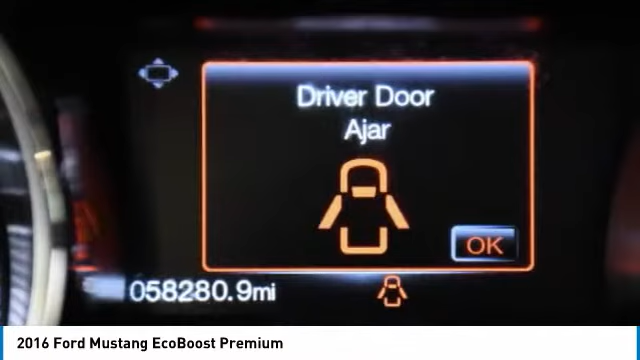 Driver Door
Ajar
OK
058280.9mi
2016 Ford Mustang EcoBoost Premium